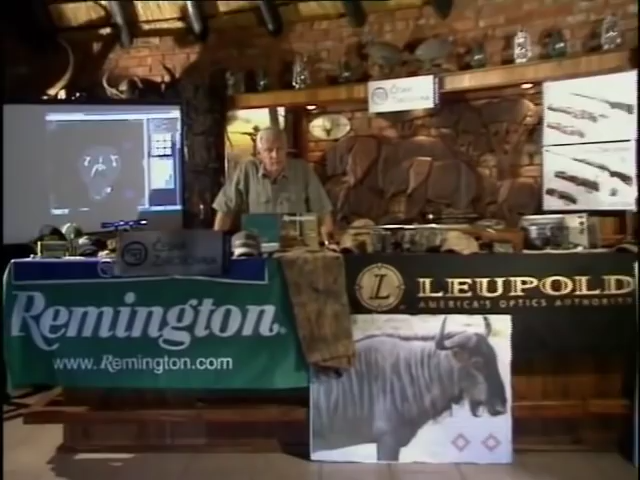 Remington.
www.Remington.com
L LEUPOLD
AMERICA'S OPTICS AUTHORITY